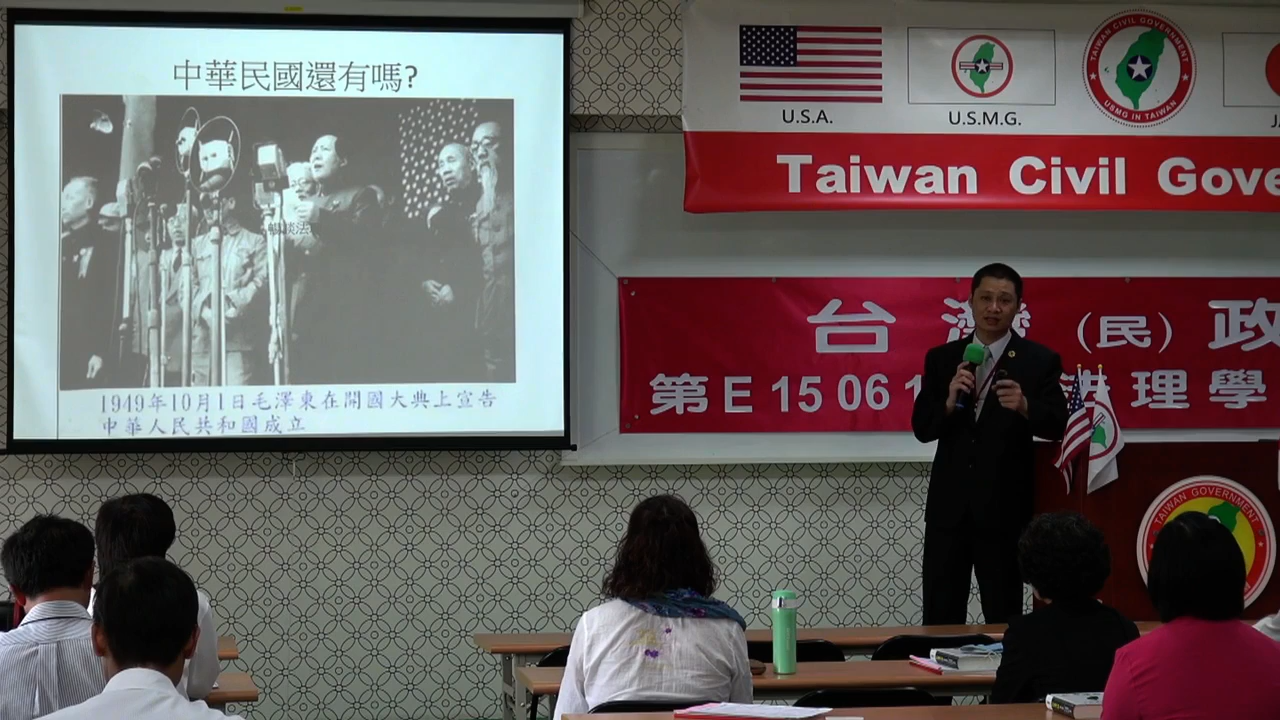 中華民國還有嗎?
1949年10月1日毛澤東在開國大典上宣告
中華人民共和國成立
U.S.A.
U.S.M.G.
TAIWAN CIVIL GOVERNMENT
USMG IN TAIWAN
Taiwan Civil Gove
台灣(民)政
第E 15 06 1 理學
TAIWAN GOVERNMENT